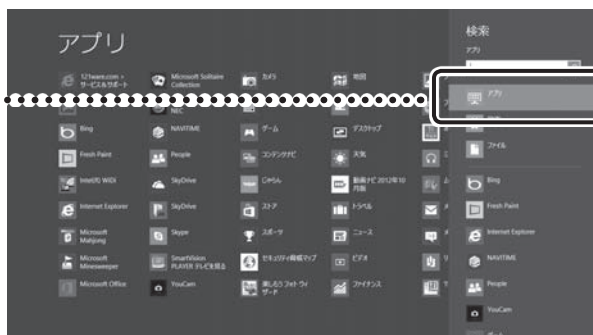 アプリ
検索
アプリ
121ware.com・
サービス&サポート
Microsoft Solitaire
Collection
カメラ
地図
アプリ
NEC
Bing
NAVITIME
ゲーム
デスクトップ
ファイル
Fresh Paint
People
コンテンツナビ
天気
Bing
Intel(R) WiDi
SkyDrive
動画ナビ 2012年10
月版
Fresh Paint
Internet Explorer
SkyDrive
ストア
トラベル
Internet Explorer
Microsoft
Mahjong
Skype
スポーツ
ニュース
NAVITIME
Microsoft
Minesweeper
SmartVision
PLAYER テレビを見る
セキュリティ脅威マップ
ビデオ
People
Microsoft Office
YouCam
楽しもうフォト ウィ
ザード
ファイナンス
YouCam